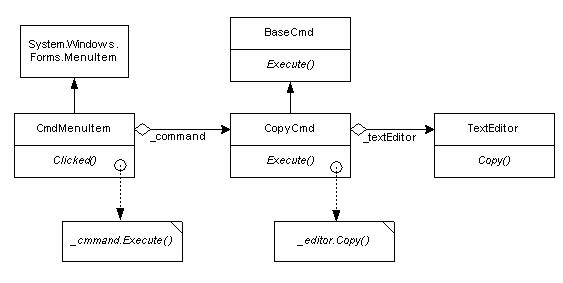 BaseCmd
System.Windows.
Forms.MenuItem
Execute()
CmdMenuItem
CopyCmd
TextEditor
_command
_textEditor
Clicked()
Execute()
Copy()
_cmmand.Execute()
_editor.Copy()